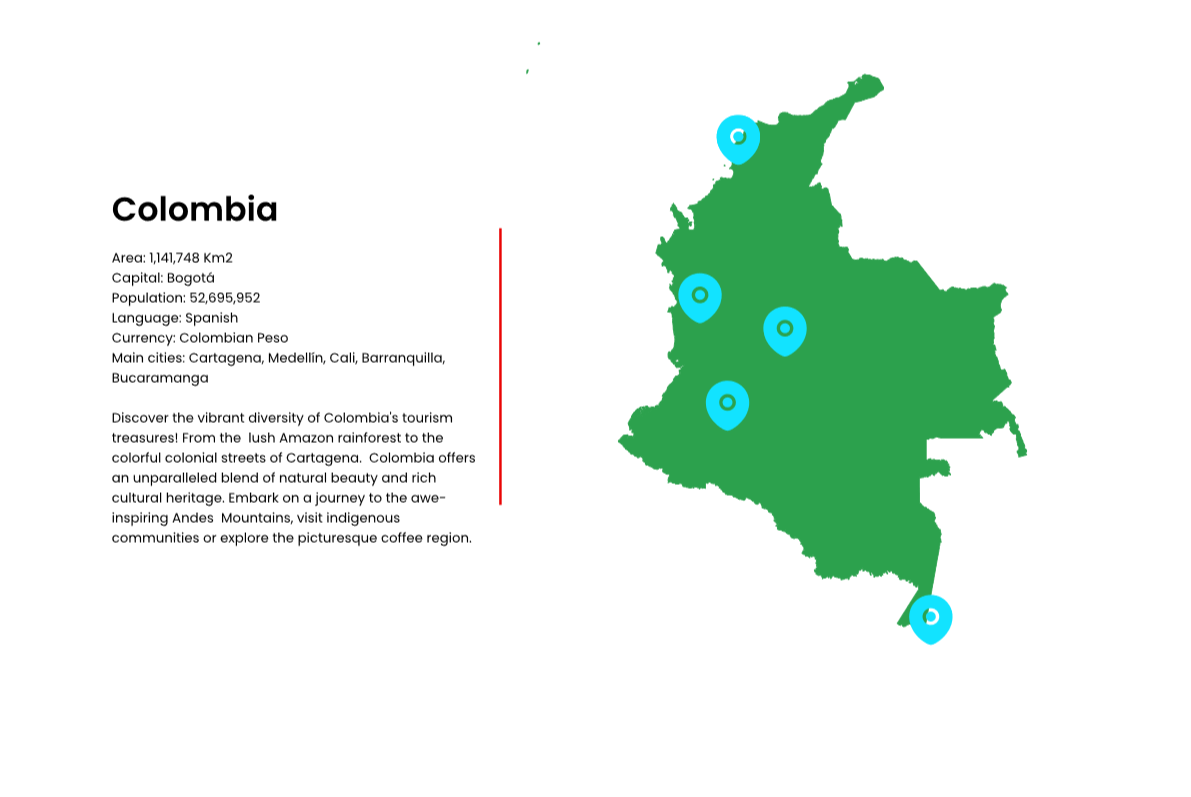 Colombia
Area: 1,141,748 Km2
Capital: Bogotá
Population: 52,695,952
Language: Spanish
Currency: Colombian Peso
Main cities: Cartagena, Medellín, Cali, Barranquilla,
Bucaramanga
Discover the vibrant diversity of Colombia's tourism
treasures! From the  lush Amazon rainforest to the
colorful colonial streets of Cartagena.  Colombia offers
an unparalleled blend of natural beauty and rich
cultural heritage. Embark on a journey to the awe-
inspiring Andes  Mountains, visit indigenous
communities or explore the picturesque coffee region.